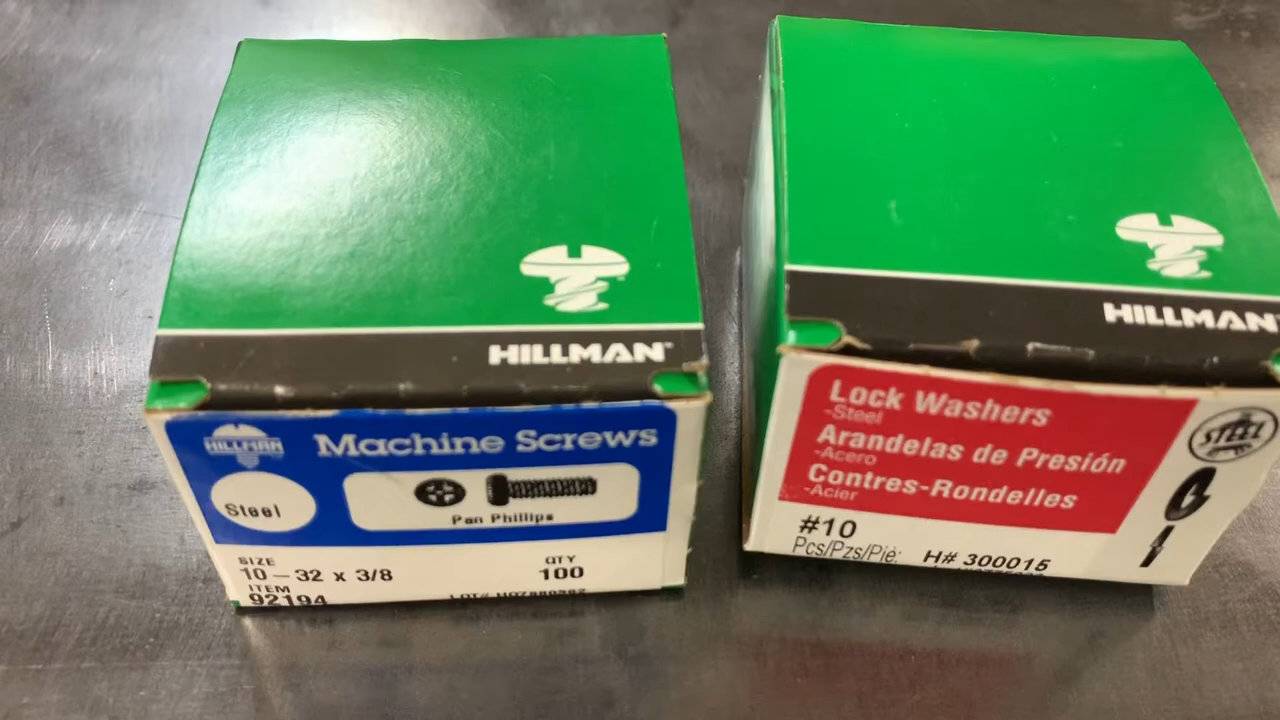 HILLMAN
HILLMAN
Machine Screws
Steel
Pan Phillips
SIZE
10-32 x 3/8
QTY
100
ITEM
92194
HILLMAN
Lock Washers
-Steel
Arandelas de Presión
-Acero
Contres-Rondelles
-Acier
STEEL
#10
Pcs/Pzs/Piè:
H# 300015